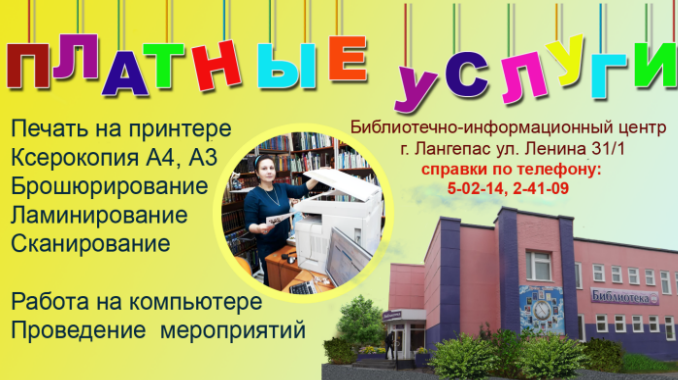 ПЛАТНЫЕ УСЛУГИ
Печать на принтере
Ксерокопия А4, А3
Брошюрирование
Ламинирование
Сканирование
Работа на компьютере
Проведение мероприятий
Библиотечно-информационный центр
г. Лангепас ул. Ленина 31/1
справки по телефону:
5-02-14, 2-41-09
Библиотека